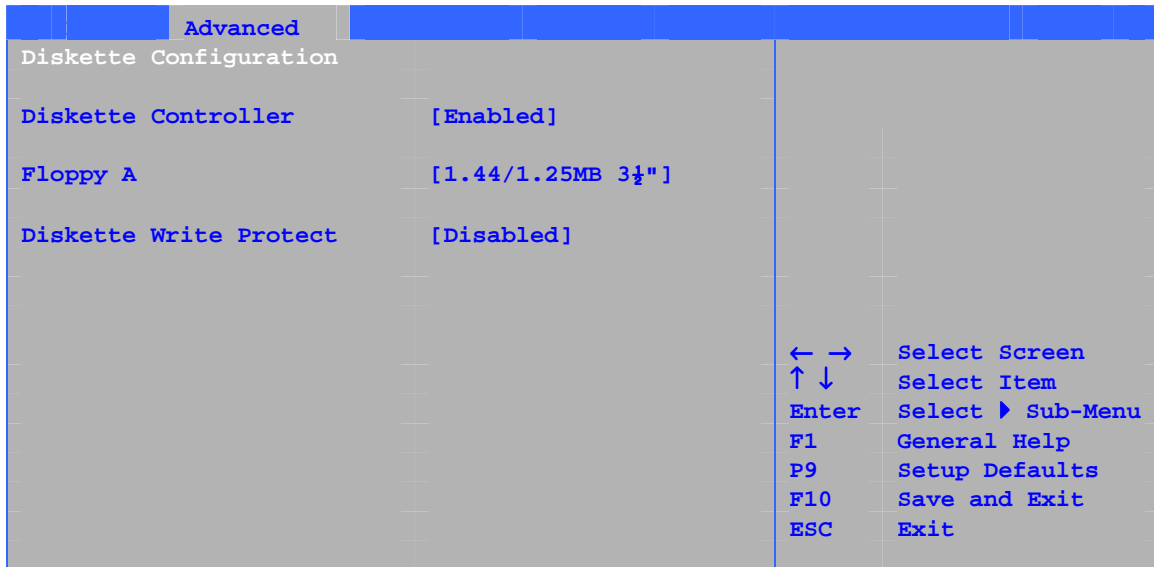 Advanced
Diskette Configuration
Diskette Controller [Enabled]
Floppy A [1.44/1.25MB 3½"]
Diskette Write Protect [Disabled]
← → Select Screen
↑ ↓ Select Item
Enter Select ▶ Sub-Menu
F1 General Help
P9 Setup Defaults
F10 Save and Exit
ESC Exit